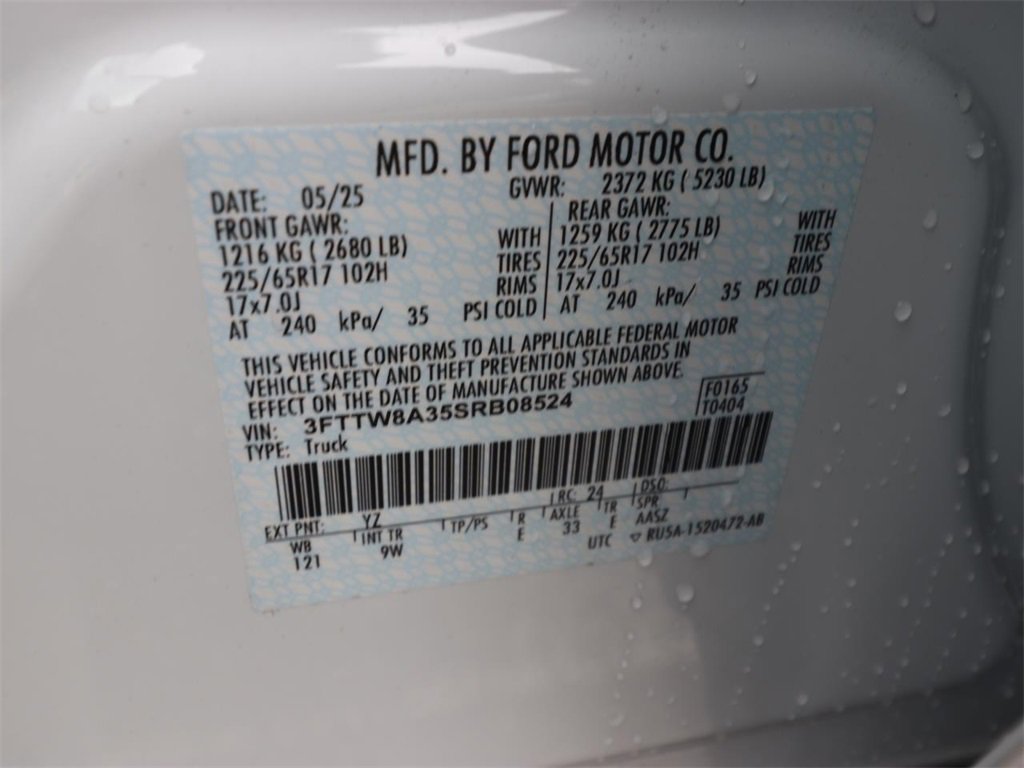 MFD. BY FORD MOTOR CO.
DATE: 05/25 GVWR: 2372 KG ( 5230 LB)
FRONT GAWR: REAR GAWR:
1216 KG ( 2680 LB) WITH 1259 KG ( 2775 LB) WITH
225/65R17 102H TIRES 225/65R17 102H TIRES
17x7.0J RIMS 17x7.0J RIMS
AT 240 kPa/ 35 PSI COLD AT 240 kPa/ 35 PSI COLD
THIS VEHICLE CONFORMS TO ALL APPLICABLE FEDERAL MOTOR
VEHICLE SAFETY AND THEFT PREVENTION STANDARDS IN
EFFECT ON THE DATE OF MANUFACTURE SHOWN ABOVE.
VIN: 3FTTW8A35SRB08524 F0165
TYPE: Truck T0404
EXT PNT: YZ RC: 24 DSO:
WB INT TR TP/PS R AXLE TR SPR
121 9W E 33 E AASZ
UTC ▽ RU5A-1520472-AB